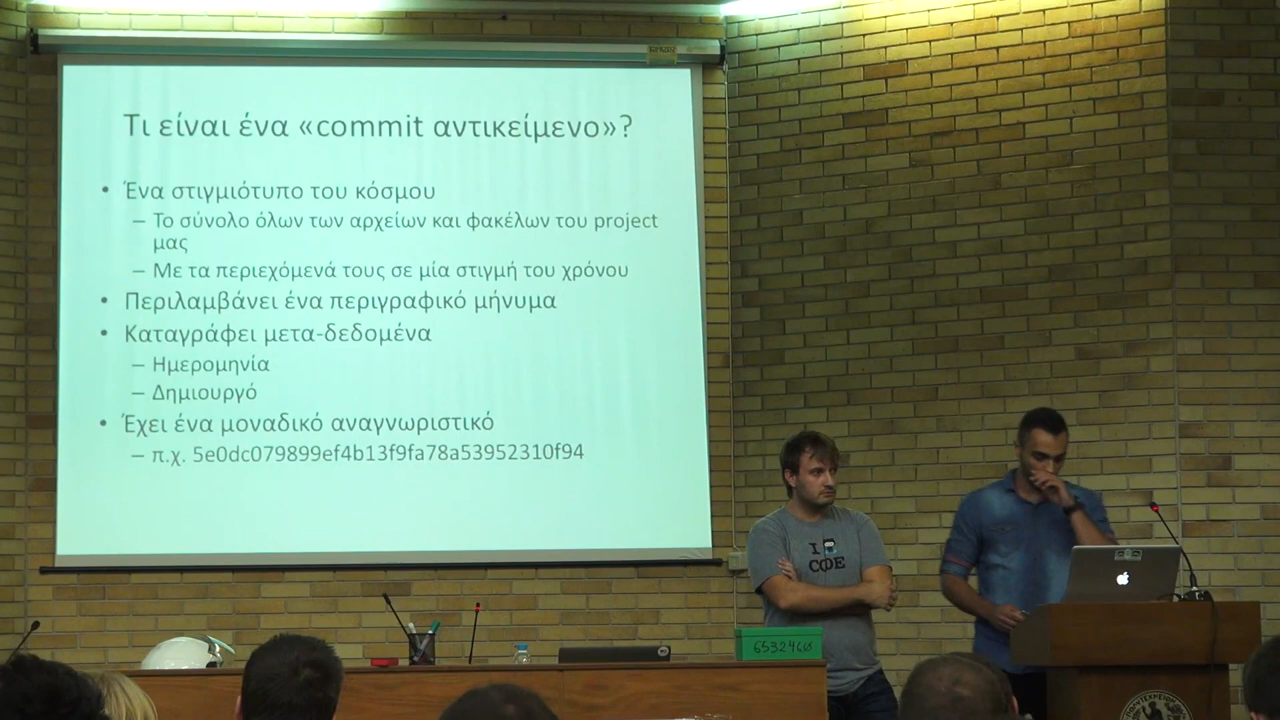 Τι είναι ένα «commit αντικείμενο»?
• Ένα στιγμιότυπο του κόσμου
– Το σύνολο όλων των αρχείων και φακέλων του project
μας
– Με τα περιεχόμενά τους σε μία στιγμή του χρόνου
• Περιλαμβάνει ένα περιγραφικό μήνυμα
• Καταγράφει μετα-δεδομένα
– Ημερομηνία
– Δημιουργό
• Έχει ένα μοναδικό αναγνωριστικό
– π.χ. 5e0dc079899ef4b13f9fa78a53952310f94
I
CΦE
6532460